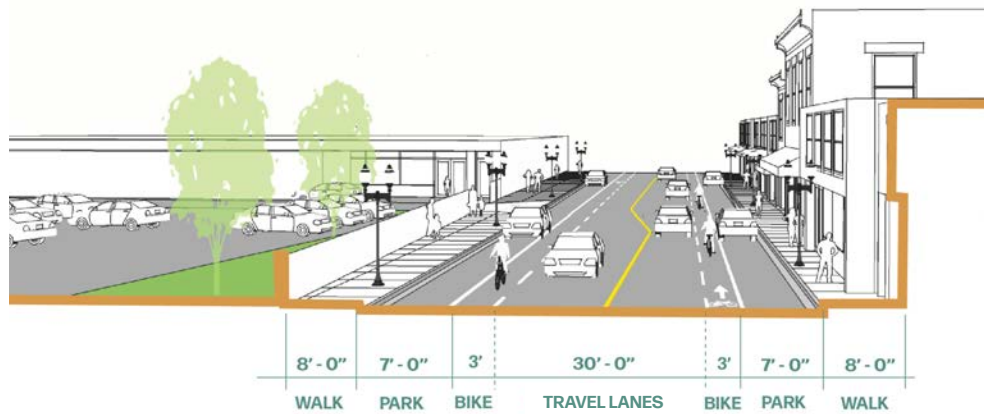 8' - 0" 7' - 0" 3' 30' - 0" 3' 7' - 0" 8' - 0"
WALK PARK BIKE TRAVEL LANES BIKE PARK WALK